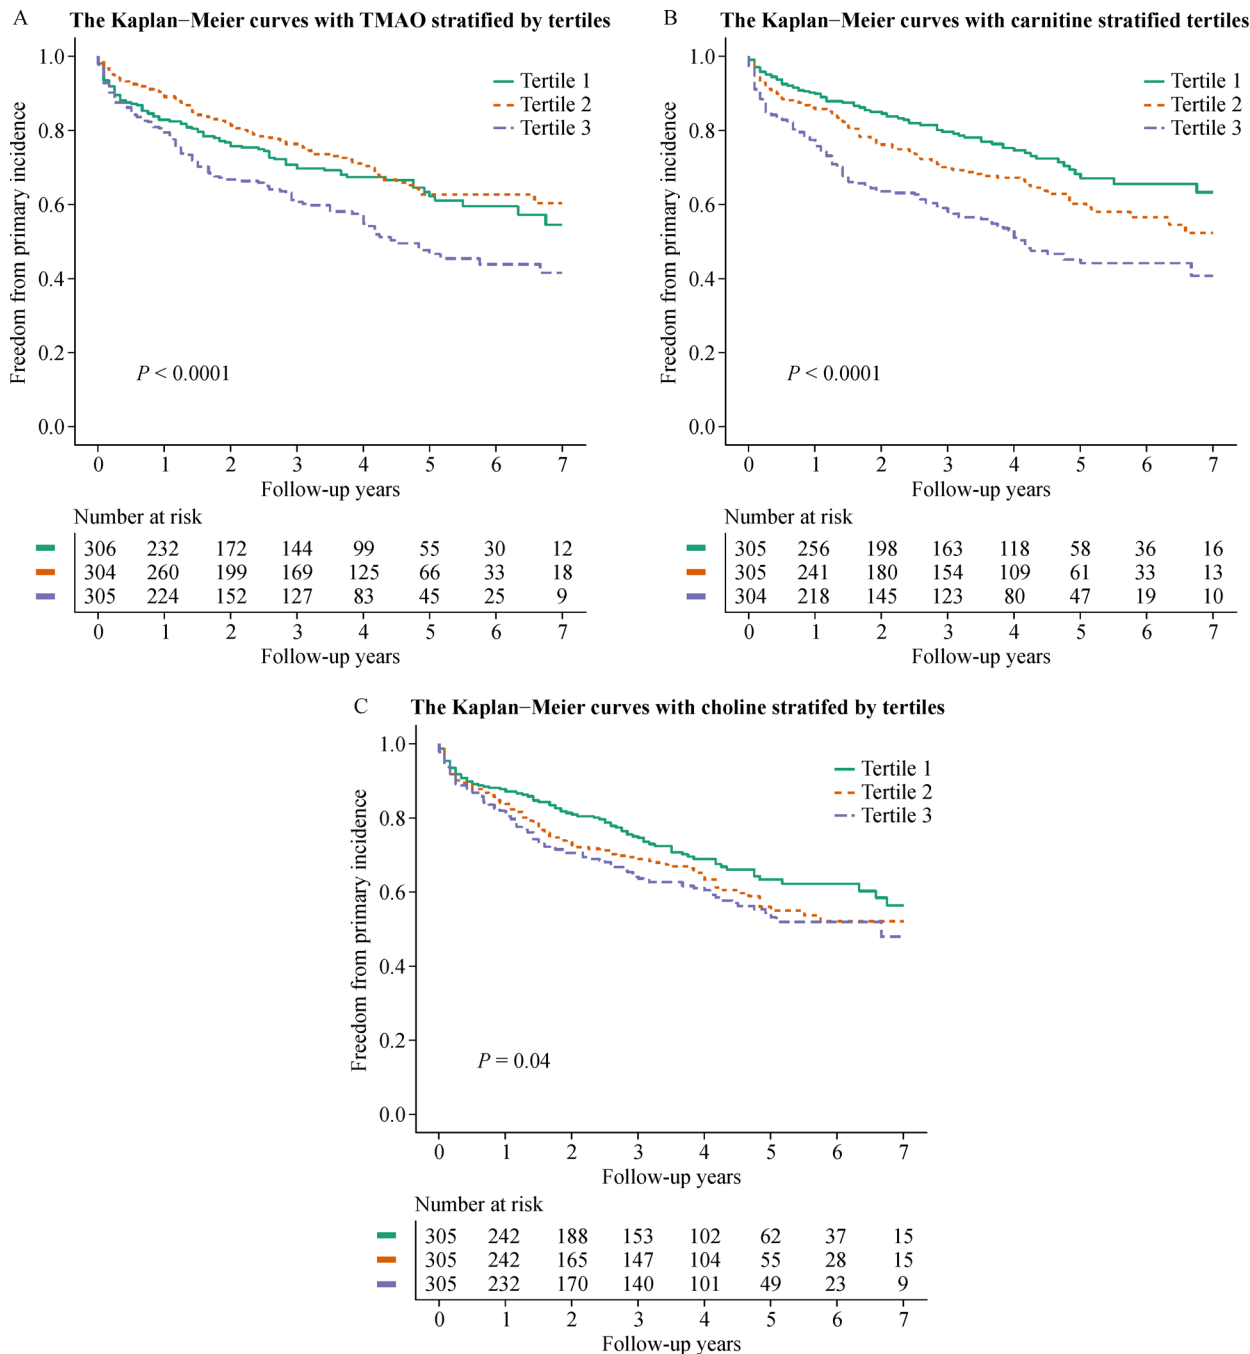 A The Kaplan−Meier curves with TMAO stratified by tertiles
Freedom from primary incidence
1.0
0.8
0.6
0.4
0.2
0.0
Tertile 1
Tertile 2
Tertile 3
P < 0.0001
0 1 2 3 4 5 6 7
Follow-up years
Number at risk
306 232 172 144 99 55 30 12
304 260 199 169 125 66 33 18
305 224 152 127 83 45 25 9
0 1 2 3 4 5 6 7
Follow-up years
B The Kaplan−Meier curves with carnitine stratified tertiles
Freedom from primary incidence
1.0
0.8
0.6
0.4
0.2
0.0
Tertile 1
Tertile 2
Tertile 3
P < 0.0001
0 1 2 3 4 5 6 7
Follow-up years
Number at risk
305 256 198 163 118 58 36 16
305 241 180 154 109 61 33 13
304 218 145 123 80 47 19 10
0 1 2 3 4 5 6 7
Follow-up years
C The Kaplan−Meier curves with choline stratifed by tertiles
Freedom from primary incidence
1.0
0.8
0.6
0.4
0.2
0.0
Tertile 1
Tertile 2
Tertile 3
P = 0.04
0 1 2 3 4 5 6 7
Follow-up years
Number at risk
305 242 188 153 102 62 37 15
305 242 165 147 104 55 28 15
305 232 170 140 101 49 23 9
0 1 2 3 4 5 6 7
Follow-up years